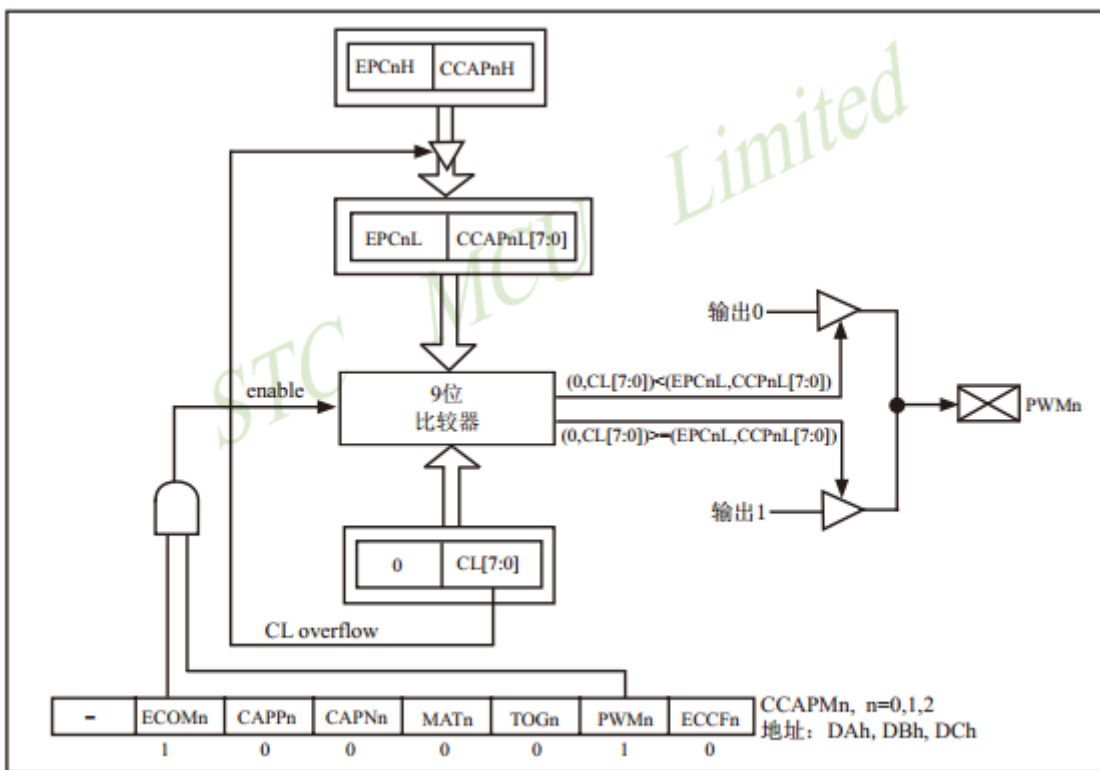 EPCnH CCAPnH
EPCnL CCAPnL[7:0]
STC MCU Limited
输出0
(0,CL[7:0])<(EPCnL,CCPnL[7:0])
enable
9位
比较器
PWMn
(0,CL[7:0])>=(EPCnL,CCPnL[7:0])
输出1
0 CL[7:0]
CL overflow
- ECOMn CAPPn CAPNn MATn TOGn PWMn ECCFn
CCAPMn, n=0,1,2
地址：DAh, DBh, DCh
1 0 0 0 0 1 0